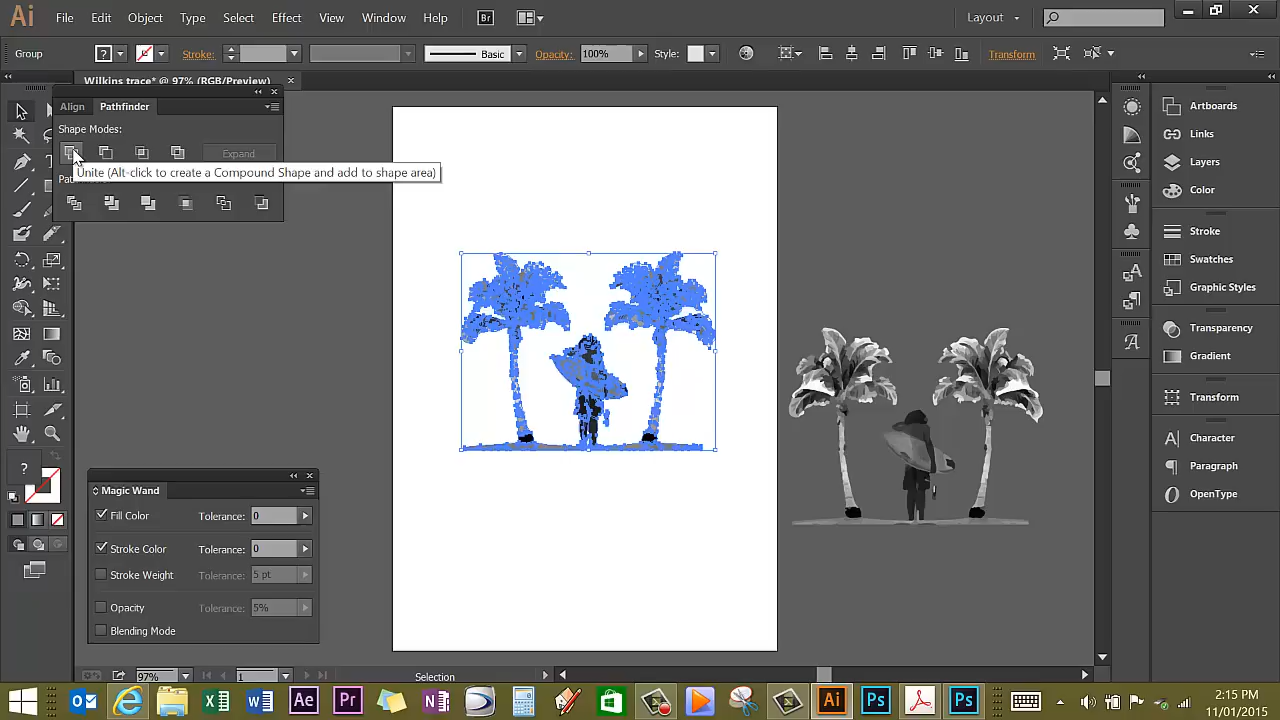 Ai File Edit Object Type Select Effect View Window Help Br Layout
Group ? Stroke: Basic Opacity: 100% Style: Transform
Wilkins trace* @ 97% (RGB/Preview)
Align Pathfinder
Shape Modes:
Expand
Unite (Alt-click to create a Compound Shape and add to shape area)
Artboards
Links
Layers
Color
Stroke
Swatches
Graphic Styles
Transparency
Gradient
Transform
Character
Paragraph
OpenType
?
Magic Wand
Fill Color Tolerance: 0
Stroke Color Tolerance: 0
Stroke Weight Tolerance: 5 pt
Opacity Tolerance: 5%
Blending Mode
97% 1 Selection
Ae Pr Ai Ps Ps
2:15 PM
11/01/2015